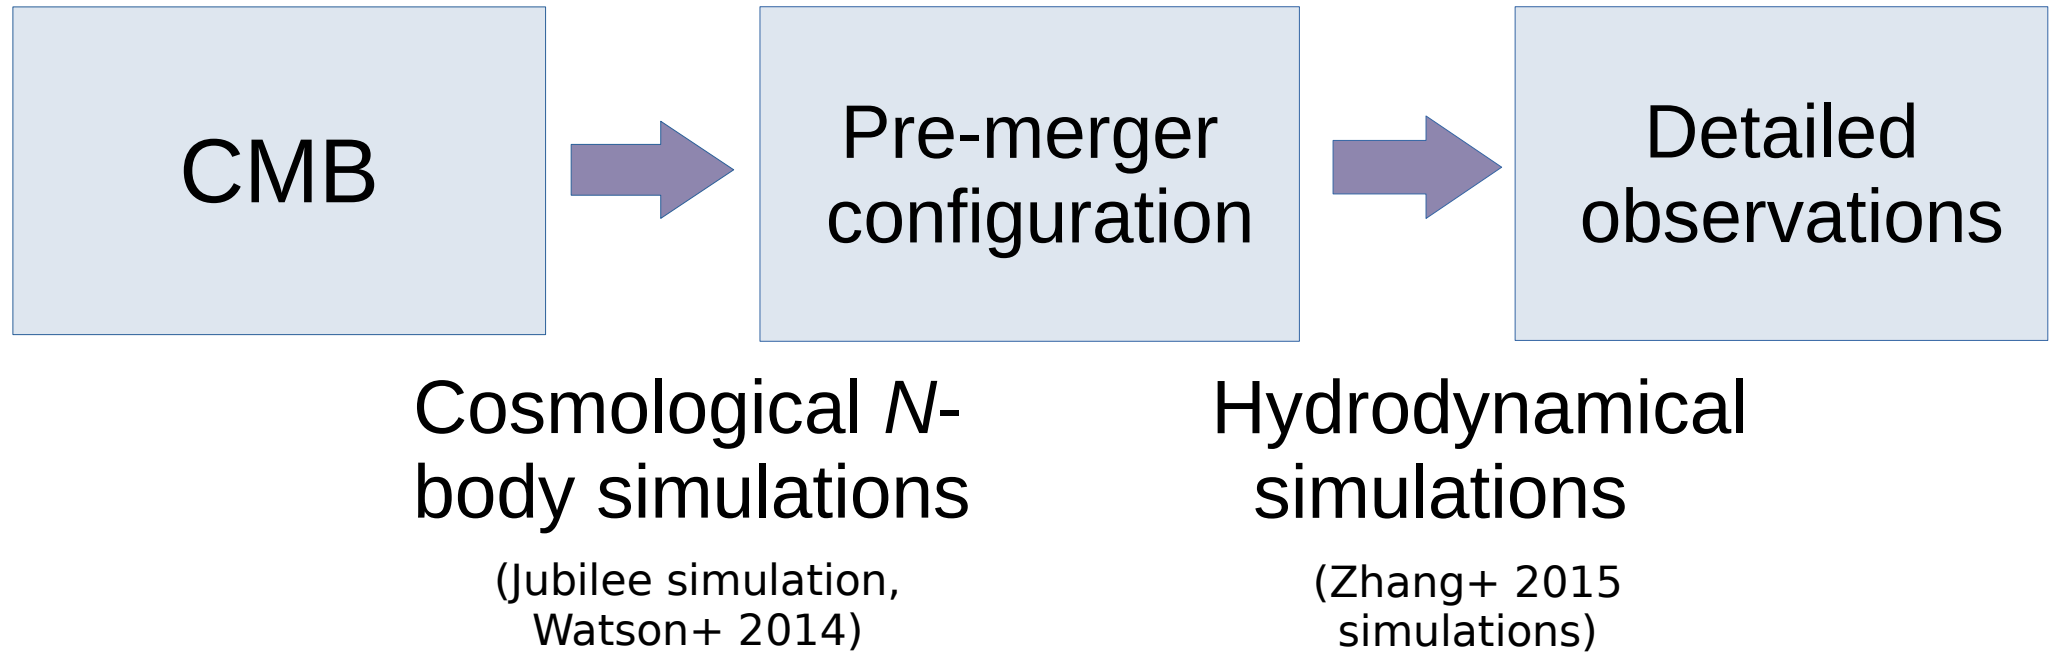 CMB
Pre-merger
configuration
Detailed
observations
Cosmological N-
body simulations
(Jubilee simulation,
Watson+ 2014)
Hydrodynamical
simulations
(Zhang+ 2015
simulations)